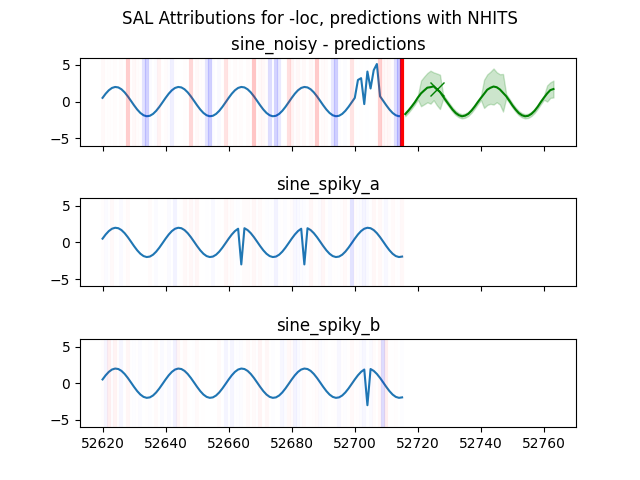 SAL Attributions for -loc, predictions with NHITS
sine_noisy - predictions
5
0
−5
sine_spiky_a
5
0
−5
sine_spiky_b
5
0
−5
52620 52640 52660 52680 52700 52720 52740 52760